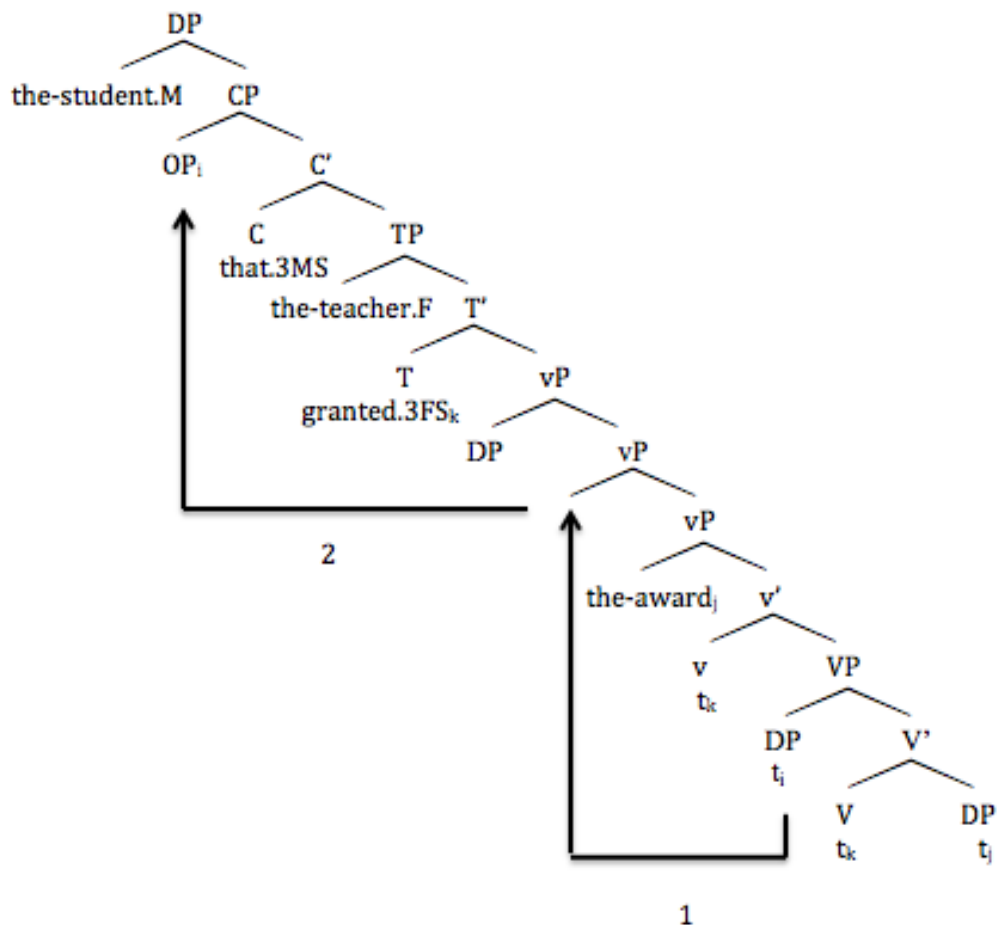 DP
the-student.M CP
OPᵢ C'
C TP
that.3MS
the-teacher.F T'
T vP
granted.3FSₖ
DP vP
vP
2
the-awardⱼ v'
v VP
tₖ
DP V’
tᵢ
V DP
tₖ tⱼ
1